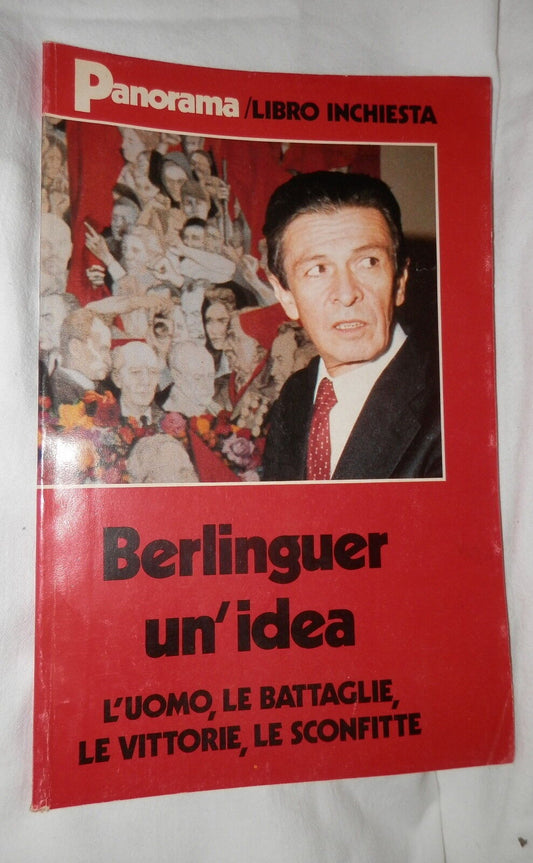 Panorama/LIBRO INCHIESTA
Berlinguer
un'idea
L'UOMO, LE BATTAGLIE,
LE VITTORIE, LE SCONFITTE